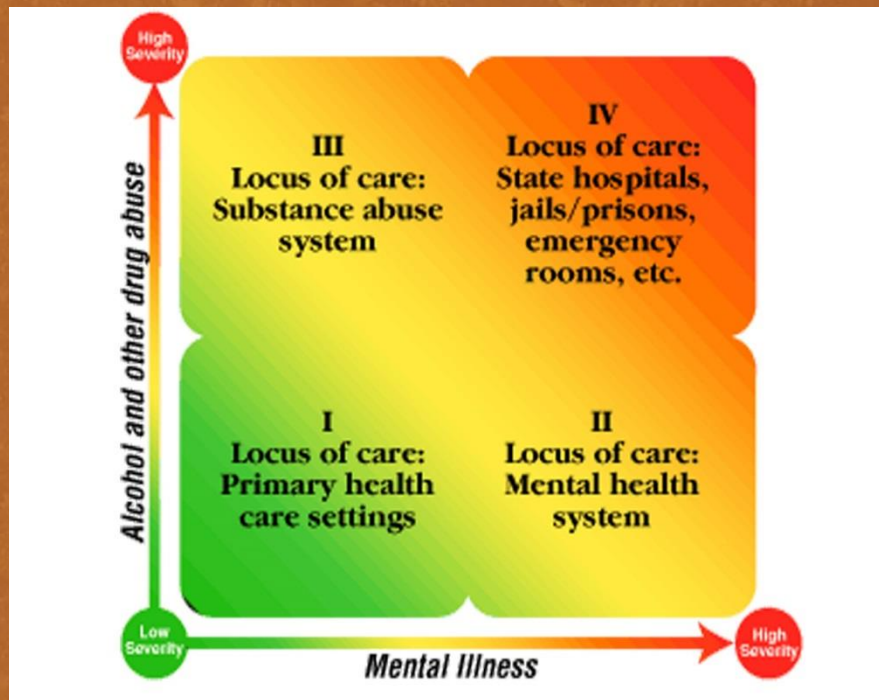 High
Severity
III
Locus of care:
Substance abuse
system
IV
Locus of care:
State hospitals,
jails/prisons,
emergency
rooms, etc.
Alcohol and other drug abuse
I
Locus of care:
Primary health
care settings
II
Locus of care:
Mental health
system
Low
Severity
Mental Illness
High
Severity